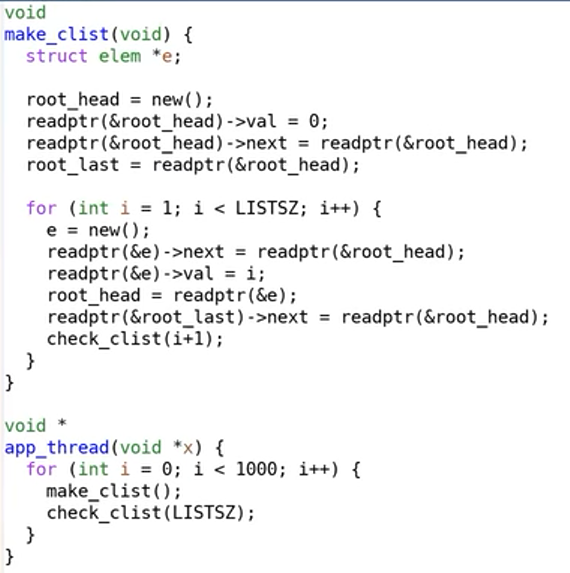 void
make_clist(void) {
  struct elem *e;

  root_head = new();
  readptr(&root_head)->val = 0;
  readptr(&root_head)->next = readptr(&root_head);
  root_last = readptr(&root_head);

  for (int i = 1; i < LISTSZ; i++) {
    e = new();
    readptr(&e)->next = readptr(&root_head);
    readptr(&e)->val = i;
    root_head = readptr(&e);
    readptr(&root_last)->next = readptr(&root_head);
    check_clist(i+1);
  }
}

void *
app_thread(void *x) {
  for (int i = 0; i < 1000; i++) {
    make_clist();
    check_clist(LISTSZ);
  }
}